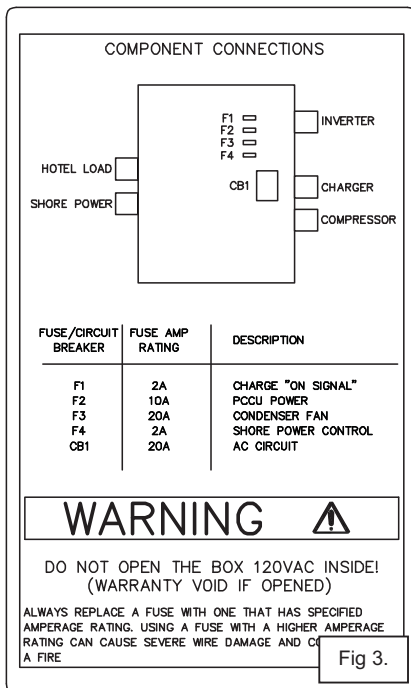 COMPONENT CONNECTIONS
F1
F2
F3
F4
CB1
INVERTER
HOTEL LOAD
CHARGER
SHORE POWER
COMPRESSOR
FUSE/CIRCUIT BREAKER FUSE AMP RATING DESCRIPTION
F1 2A CHARGE "ON SIGNAL"
F2 10A PCCU POWER
F3 20A CONDENSER FAN
F4 2A SHORE POWER CONTROL
CB1 20A AC CIRCUIT
WARNING
DO NOT OPEN THE BOX 120VAC INSIDE!
(WARRANTY VOID IF OPENED)
ALWAYS REPLACE A FUSE WITH ONE THAT HAS SPECIFIED
AMPERAGE RATING. USING A FUSE WITH A HIGHER AMPERAGE
RATING CAN CAUSE SEVERE WIRE DAMAGE AND
A FIRE
Fig 3.